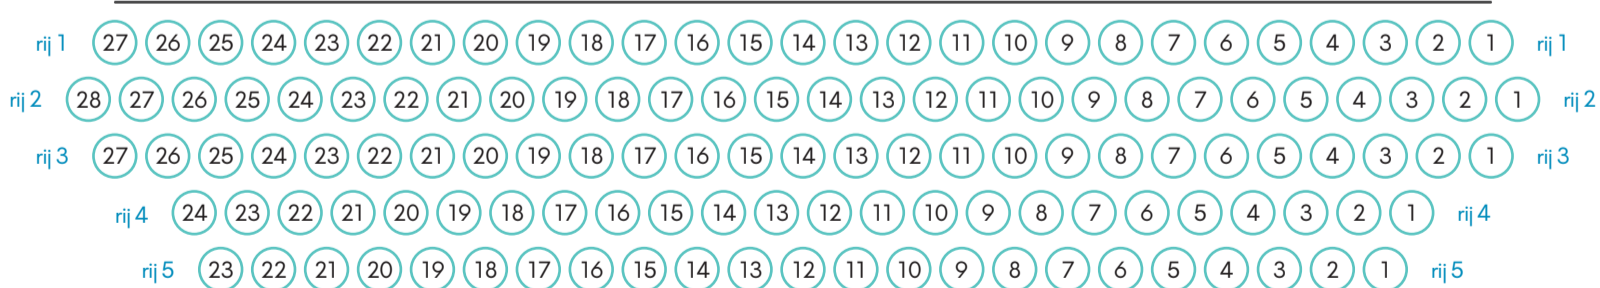 rij 1 27 26 25 24 23 22 21 20 19 18 17 16 15 14 13 12 11 10 9 8 7 6 5 4 3 2 1 rij 1
rij 2 28 27 26 25 24 23 22 21 20 19 18 17 16 15 14 13 12 11 10 9 8 7 6 5 4 3 2 1 rij 2
rij 3 27 26 25 24 23 22 21 20 19 18 17 16 15 14 13 12 11 10 9 8 7 6 5 4 3 2 1 rij 3
rij 4 24 23 22 21 20 19 18 17 16 15 14 13 12 11 10 9 8 7 6 5 4 3 2 1 rij 4
rij 5 23 22 21 20 19 18 17 16 15 14 13 12 11 10 9 8 7 6 5 4 3 2 1 rij 5